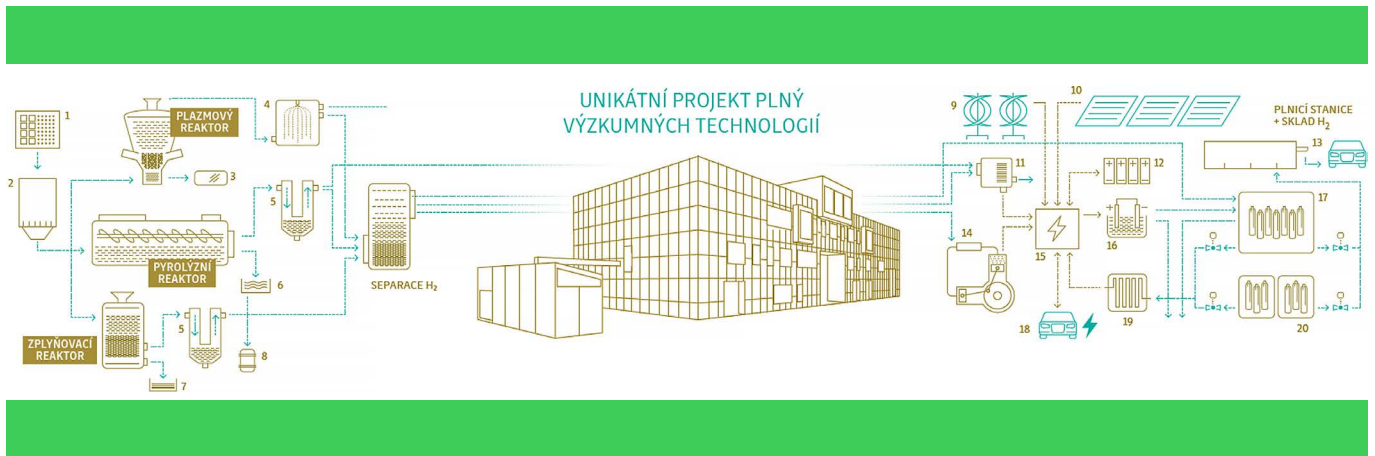 UNIKÁTNÍ PROJEKT PLNÝ
VÝZKUMNÝCH TECHNOLOGIÍ
1
2
PLAZMOVÝ
REAKTOR
3
4
5
PYROLÝZNÍ
REAKTOR
6
SEPARACE H₂
ZPLYŇOVACÍ
REAKTOR
5
7
8
9
10
PLNICÍ STANICE
+ SKLAD H₂
11
12
13
14
15
16
17
18
19
20